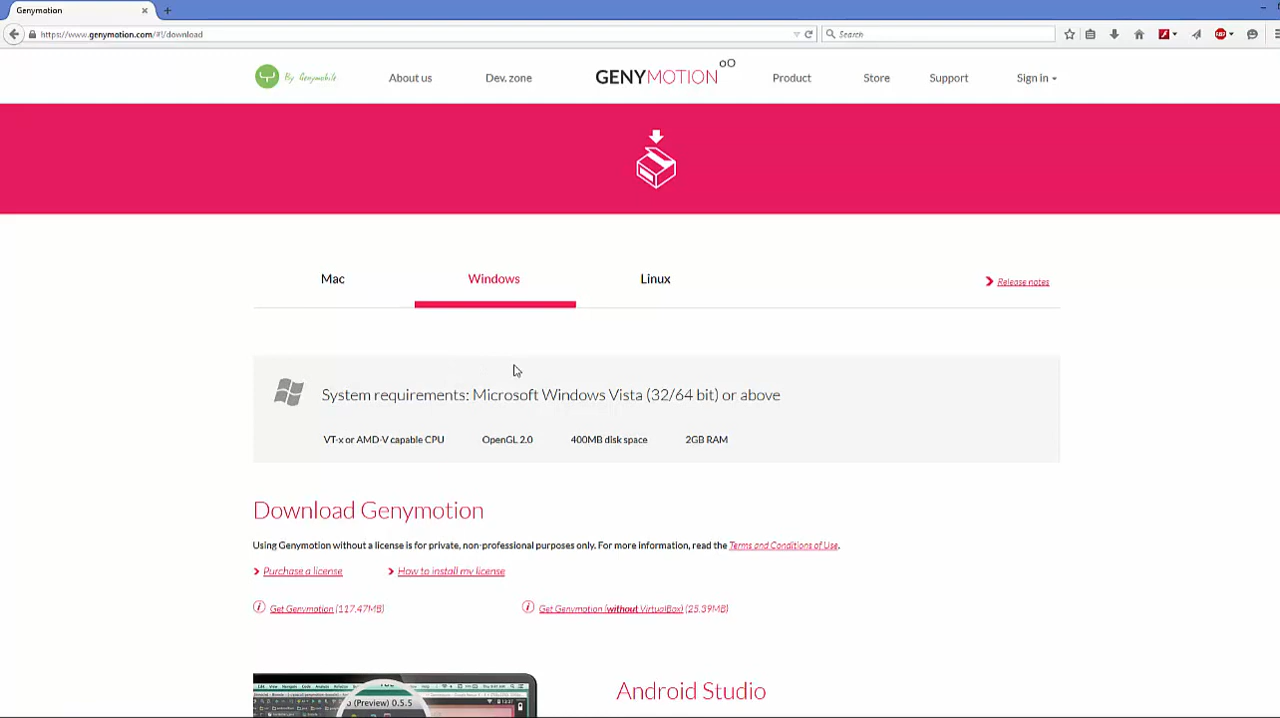 Genymotion
https://www.genymotion.com/#!/download
Search
By Genymobile
About us
Dev. zone
GENYMOTION
Product
Store
Support
Sign in
Mac
Windows
Linux
Release notes
System requirements: Microsoft Windows Vista (32/64 bit) or above
VT-x or AMD-V capable CPU
OpenGL 2.0
400MB disk space
2GB RAM
Download Genymotion
Using Genymotion without a license is for private, non-professional purposes only. For more information, read the Terms and Conditions of Use.
Purchase a license
How to install my license
Get Genymotion (117.47MB)
Get Genymotion (without VirtualBox) (25.39MB)
Android Studio
(Preview) 0.5.5